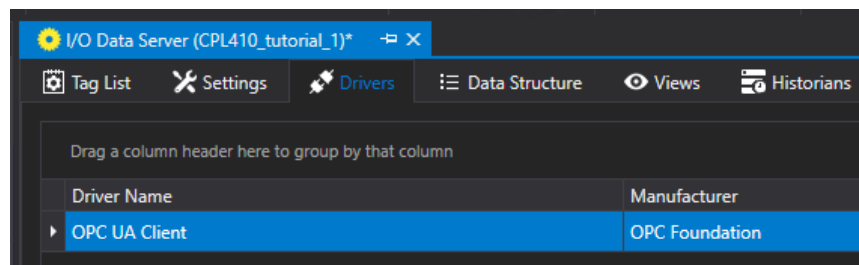 I/O Data Server (CPL410_tutorial_1)*
Tag List Settings Drivers Data Structure Views Historians
Drag a column header here to group by that column
Driver Name Manufacturer
OPC UA Client OPC Foundation